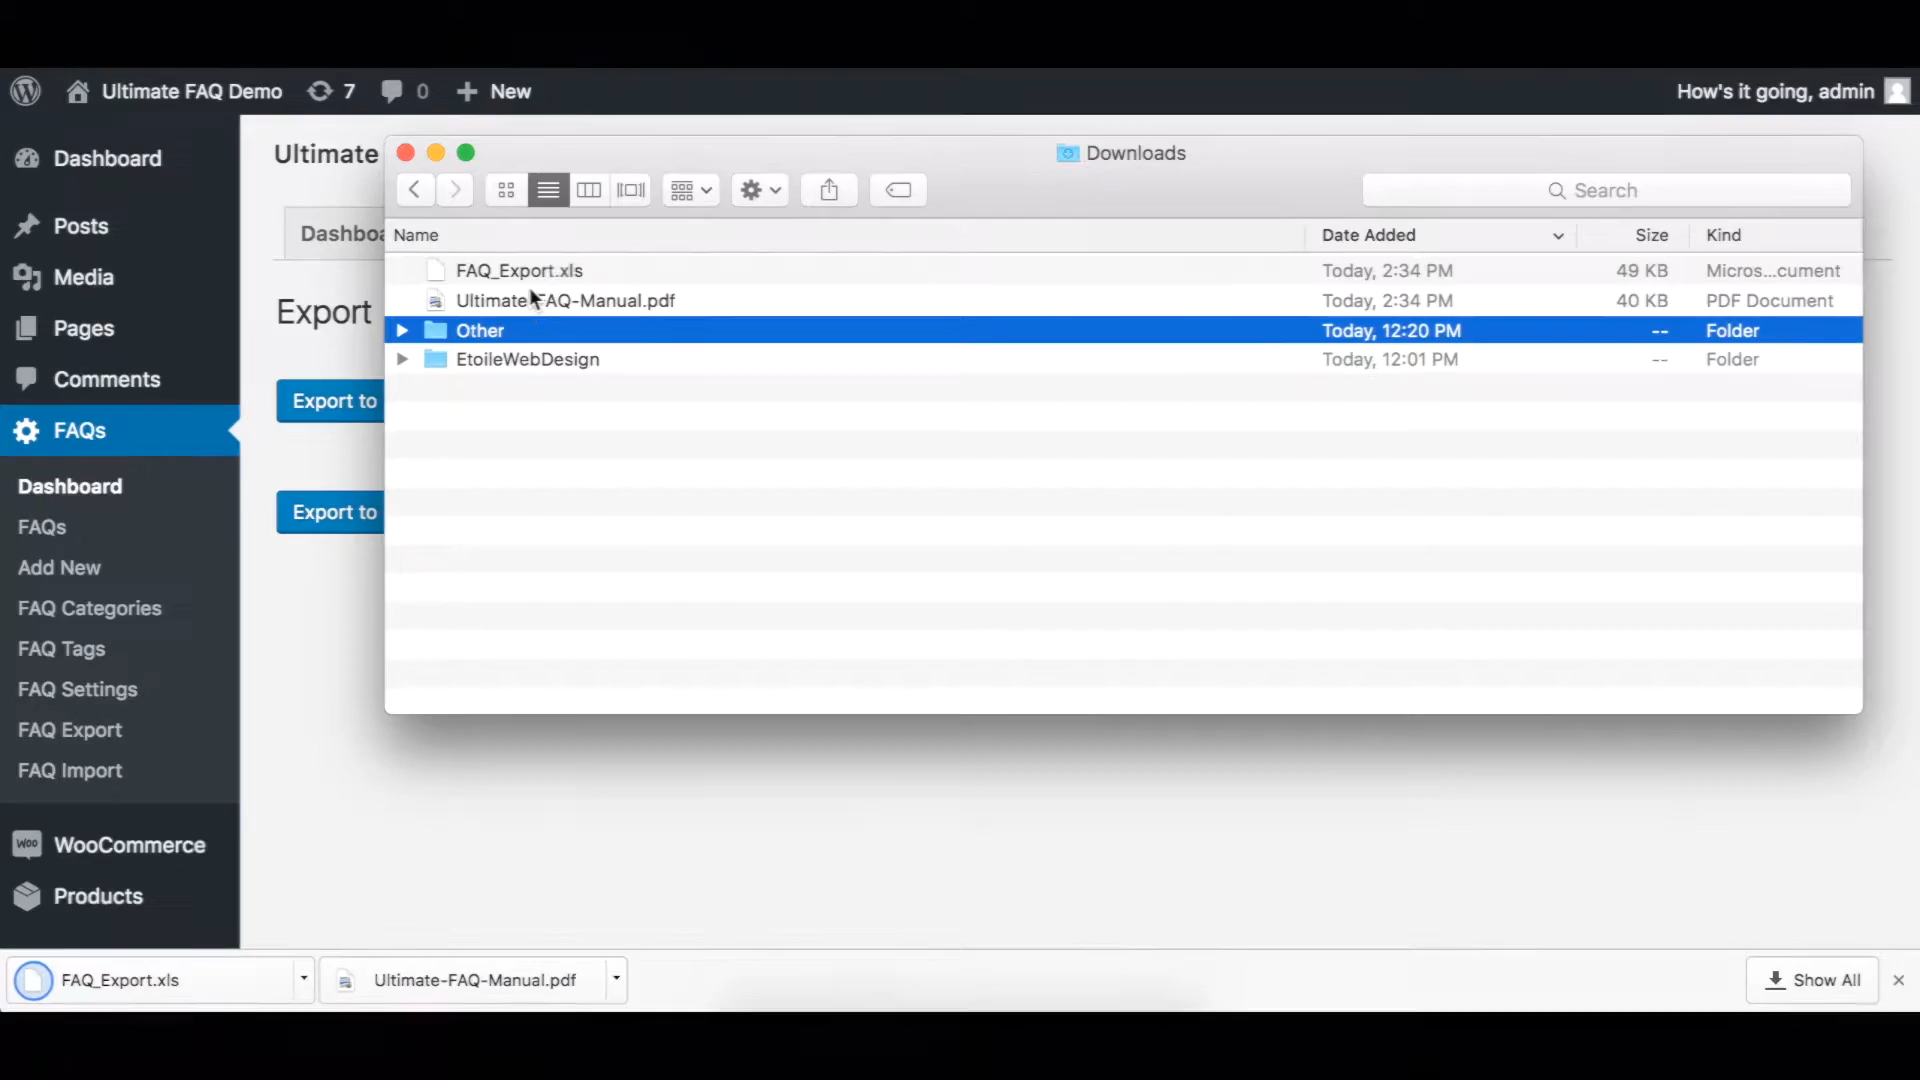 Ultimate FAQ Demo 7 0 New How's it going, admin
Dashboard
Posts
Media
Pages
Comments
FAQs
Dashboard
FAQs
Add New
FAQ Categories
FAQ Tags
FAQ Settings
FAQ Export
FAQ Import
WooCommerce
Products
Ultimate
Dashboa
Export
Export to
Export to
Downloads
Search
Name Date Added Size Kind
FAQ_Export.xls Today, 2:34 PM 49 KB Micros...cument
Ultimate-FAQ-Manual.pdf Today, 2:34 PM 40 KB PDF Document
Other Today, 12:20 PM -- Folder
EtoileWebDesign Today, 12:01 PM -- Folder
FAQ_Export.xls Ultimate-FAQ-Manual.pdf Show All